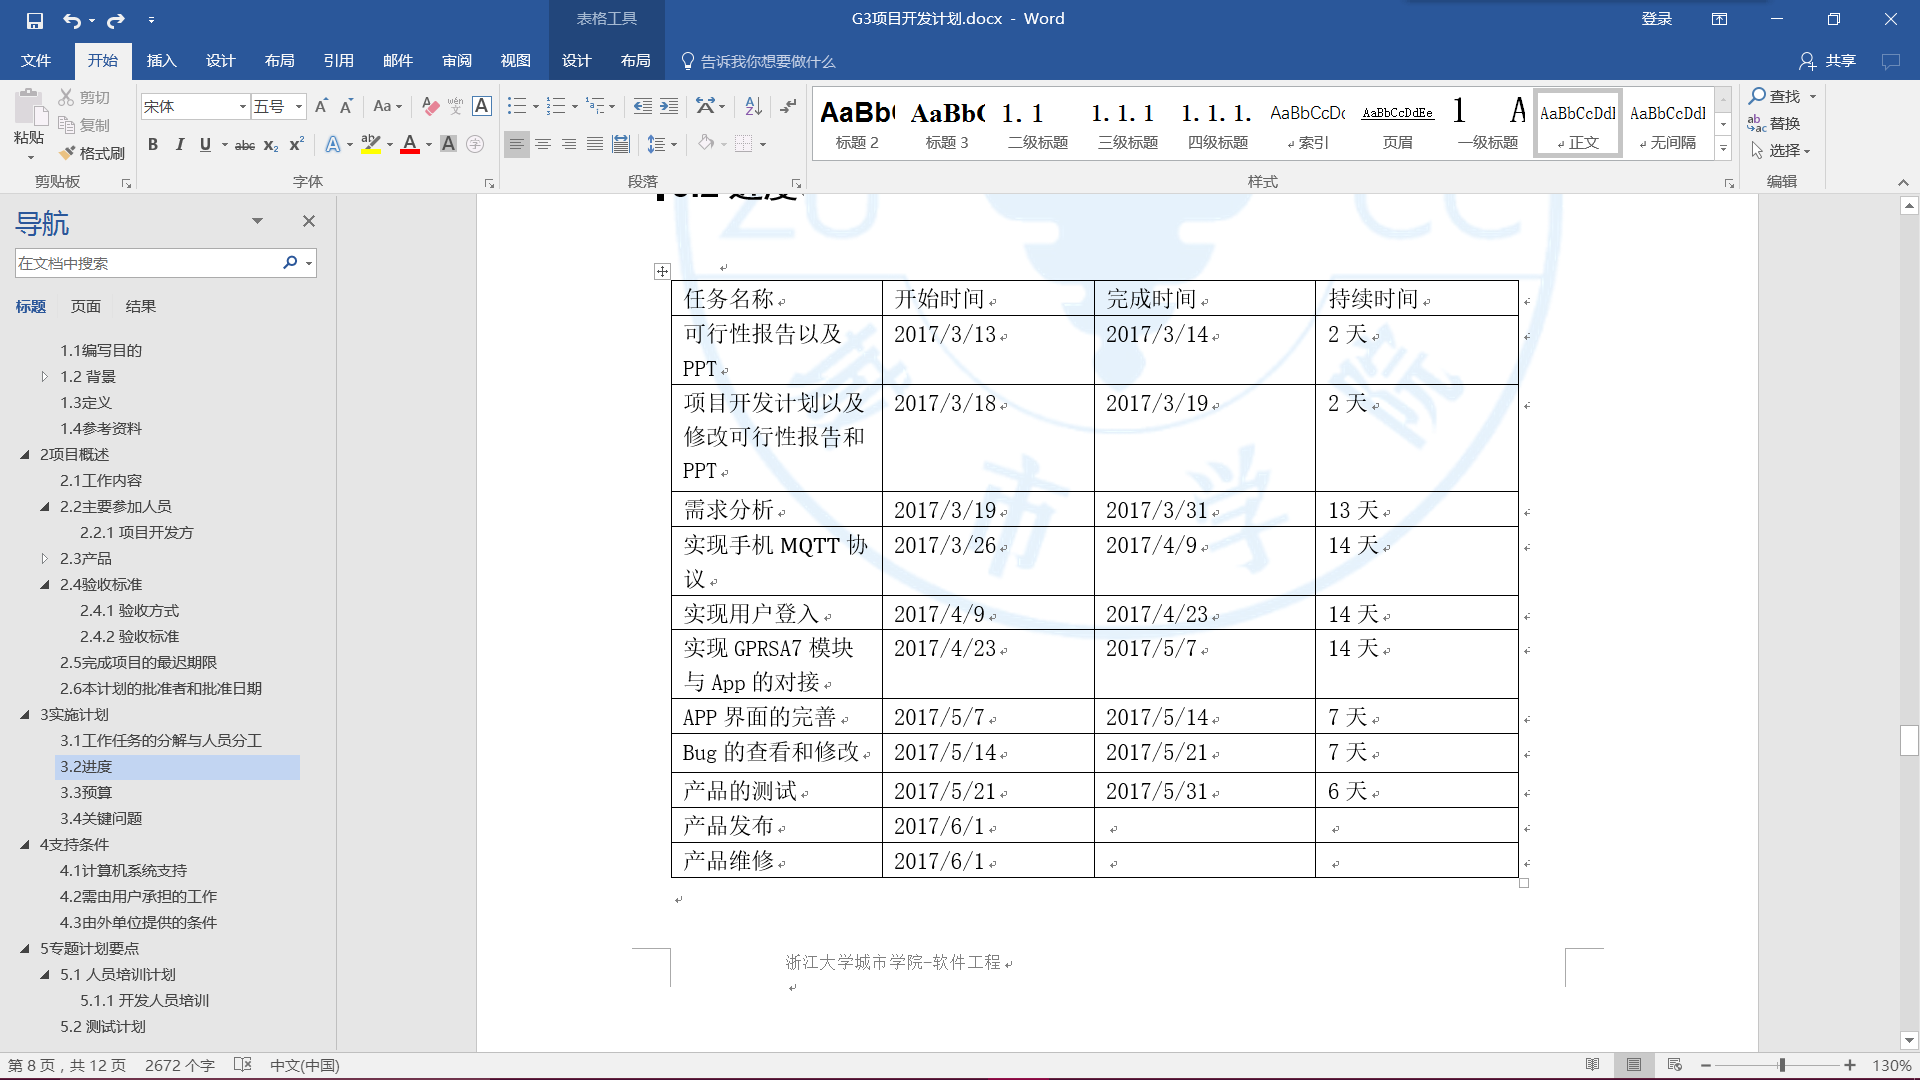 表格工具
G3项目开发计划.docx - Word
登录
文件 开始 插入 设计 布局 引用 邮件 审阅 视图 设计 布局 告诉我你想要做什么 共享
粘贴 剪切
复制
格式刷
宋体 五号
剪贴板 字体 段落 样式 编辑
AaBb( AaBb( 1. 1 1. 1. 1 1. 1. 1. AaBbCcDc AaBbCcDdEe 1 A AaBbCcDdI AaBbCcDdI
标题 2 标题 3 二级标题 三级标题 四级标题 索引 页眉 一级标题 正文 无间隔
查找
替换
选择
导航
在文档中搜索
标题 页面 结果
1.1编写目的
1.2 背景
1.3定义
1.4参考资料
2项目概述
2.1工作内容
2.2主要参加人员
2.2.1 项目开发方
2.3产品
2.4验收标准
2.4.1 验收方式
2.4.2 验收标准
2.5完成项目的最迟期限
2.6本计划的批准者和批准日期
3实施计划
3.1工作任务的分解与人员分工
3.2进度
3.3预算
3.4关键问题
4支持条件
4.1计算机系统支持
4.2需由用户承担的工作
4.3由外单位提供的条件
5专题计划要点
5.1 人员培训计划
5.1.1 开发人员培训
5.2 测试计划
3.2 进度
ZU CC
任务名称 开始时间 完成时间 持续时间
可行性报告以及 2017/3/13 2017/3/14 2 天
PPT
项目开发计划以及 2017/3/18 2017/3/19 2 天
修改可行性报告和
PPT
需求分析 2017/3/19 2017/3/31 13 天
实现手机 MQTT 协 2017/3/26 2017/4/9 14 天
议
实现用户登入 2017/4/9 2017/4/23 14 天
实现 GPRSA7 模块 2017/4/23 2017/5/7 14 天
与 App 的对接
APP 界面的完善 2017/5/7 2017/5/14 7 天
Bug 的查看和修改 2017/5/14 2017/5/21 7 天
产品的测试 2017/5/21 2017/5/31 6 天
产品发布 2017/6/1
产品维修 2017/6/1
城市学院
浙江大学城市学院-软件工程
第 8 页，共 12 页 2672 个字 中文(中国) 130%